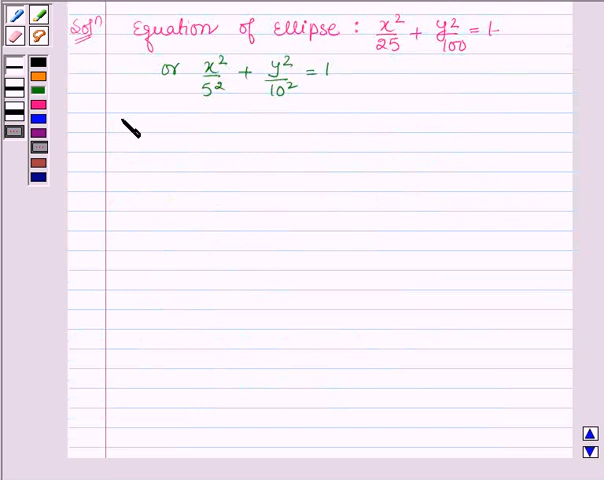 Solⁿ Equation of ellipse : x²/25 + y²/100 = 1
or x²/5² + y²/10² = 1